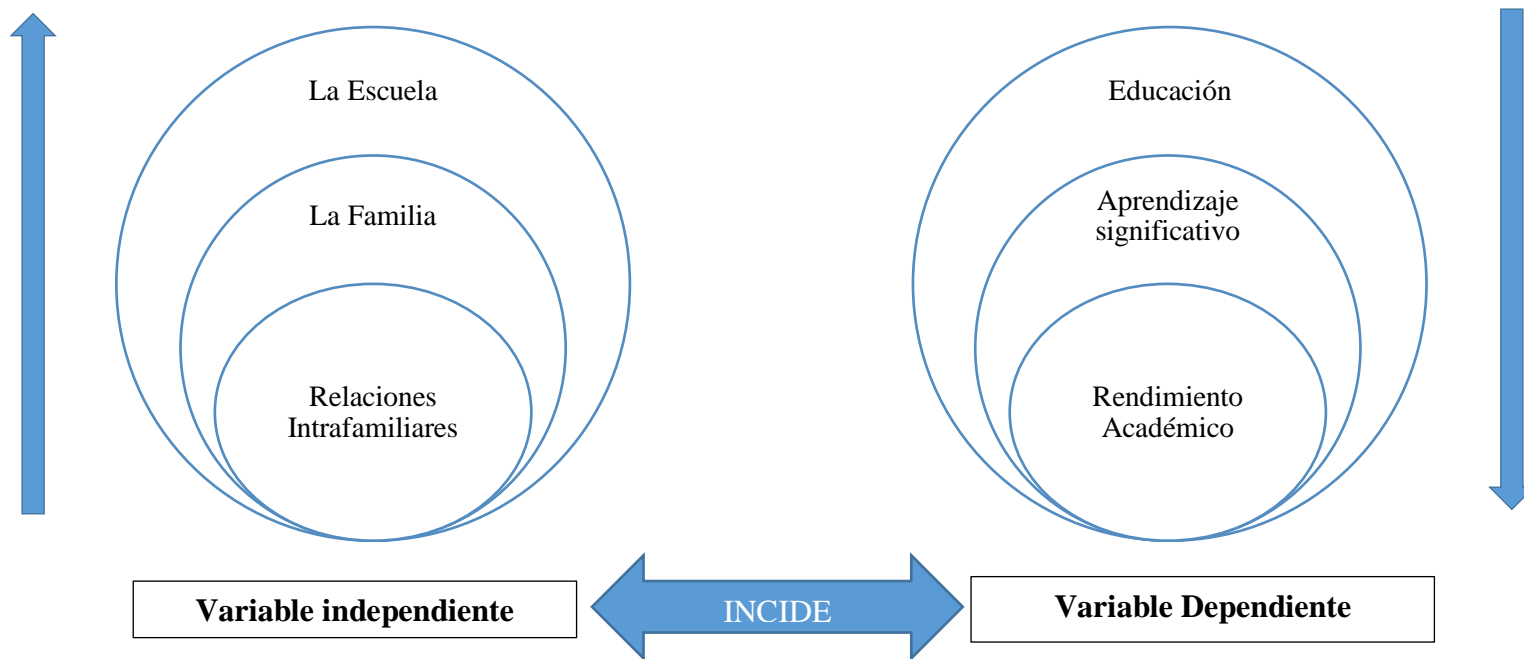 La Escuela
La Familia
Relaciones
Intrafamiliares
Educación
Aprendizaje
significativo
Rendimiento
Académico
Variable independiente
INCIDE
Variable Dependiente